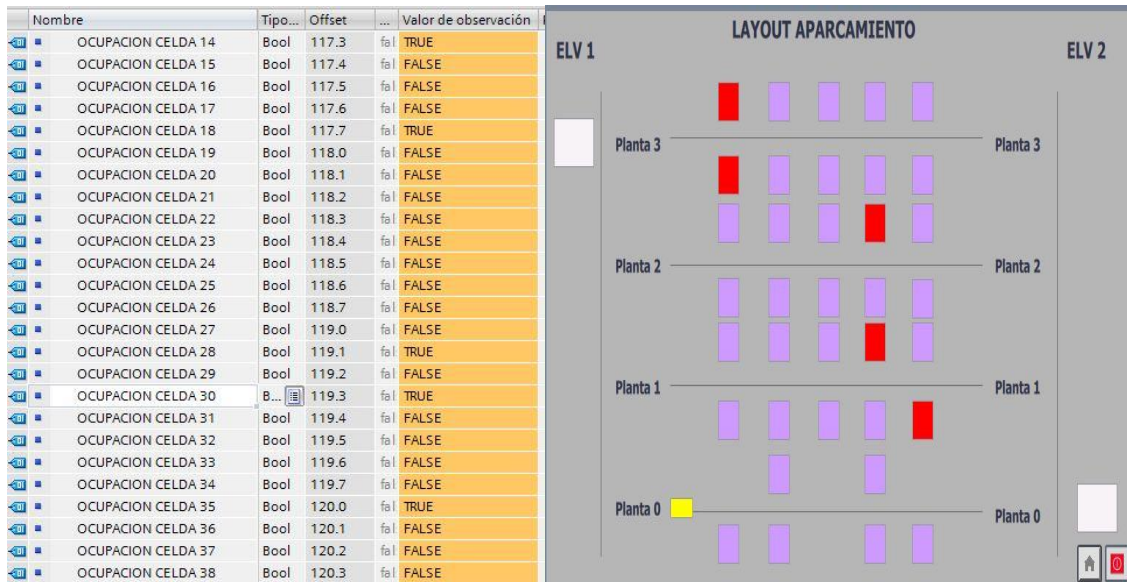 Nombre Tipo... Offset ... Valor de observación
OCUPACION CELDA 14 Bool 117.3 fal TRUE
OCUPACION CELDA 15 Bool 117.4 fal FALSE
OCUPACION CELDA 16 Bool 117.5 fal FALSE
OCUPACION CELDA 17 Bool 117.6 fal FALSE
OCUPACION CELDA 18 Bool 117.7 fal TRUE
OCUPACION CELDA 19 Bool 118.0 fal FALSE
OCUPACION CELDA 20 Bool 118.1 fal FALSE
OCUPACION CELDA 21 Bool 118.2 fal FALSE
OCUPACION CELDA 22 Bool 118.3 fal FALSE
OCUPACION CELDA 23 Bool 118.4 fal FALSE
OCUPACION CELDA 24 Bool 118.5 fal FALSE
OCUPACION CELDA 25 Bool 118.6 fal FALSE
OCUPACION CELDA 26 Bool 118.7 fal FALSE
OCUPACION CELDA 27 Bool 119.0 fal FALSE
OCUPACION CELDA 28 Bool 119.1 fal TRUE
OCUPACION CELDA 29 Bool 119.2 fal FALSE
OCUPACION CELDA 30 B... 119.3 fal TRUE
OCUPACION CELDA 31 Bool 119.4 fal FALSE
OCUPACION CELDA 32 Bool 119.5 fal FALSE
OCUPACION CELDA 33 Bool 119.6 fal FALSE
OCUPACION CELDA 34 Bool 119.7 fal FALSE
OCUPACION CELDA 35 Bool 120.0 fal TRUE
OCUPACION CELDA 36 Bool 120.1 fal FALSE
OCUPACION CELDA 37 Bool 120.2 fal FALSE
OCUPACION CELDA 38 Bool 120.3 fal FALSE
LAYOUT APARCAMIENTO
ELV 1 ELV 2
Planta 3 Planta 3
Planta 2 Planta 2
Planta 1 Planta 1
Planta 0 Planta 0